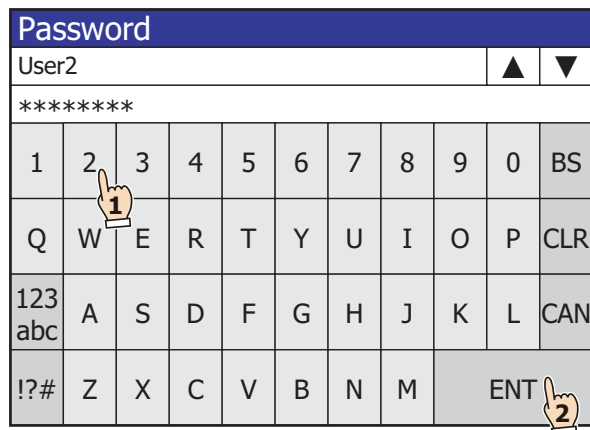 Password
User2 ▲ ▼
********
1 2 3 4 5 6 7 8 9 0 BS
1
Q W E R T Y U I O P CLR
123 abc A S D F G H J K L CAN
!?# Z X C V B N M ENT
2